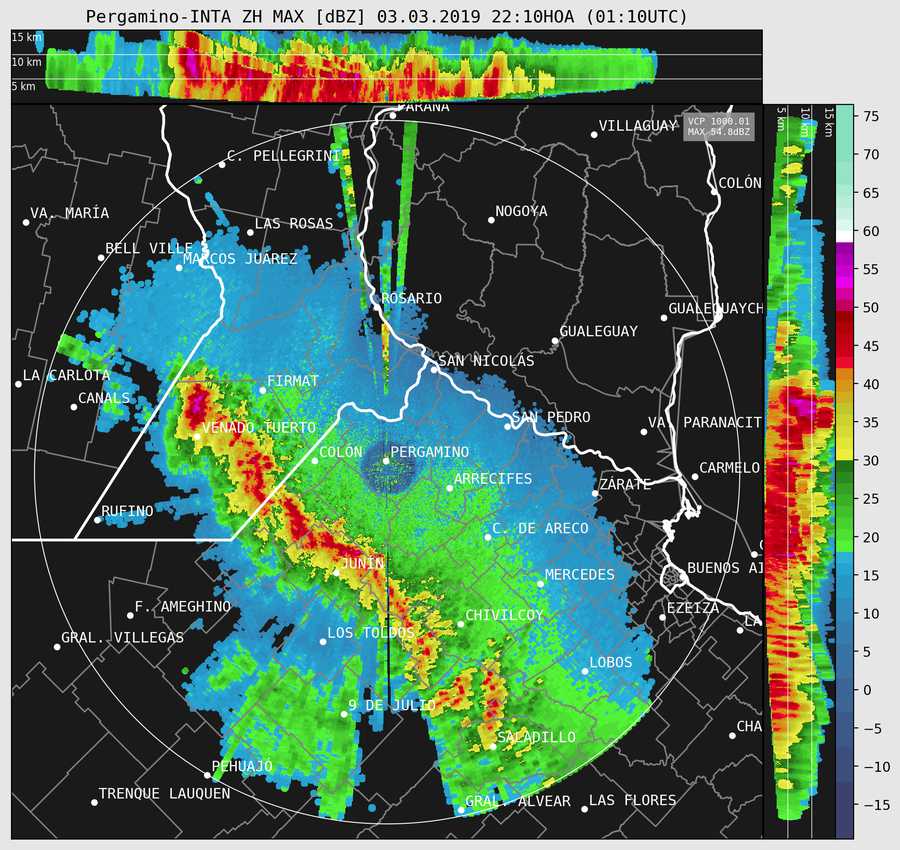 Pergamino-INTA ZH MAX [dBZ] 03.03.2019 22:10HOA (01:10UTC)
15 km
10 km
5 km
PARANA
VILLAGUAY
VCP 1000.01
MAX 54.8dBZ
5 km
10 km
15 km
75
70
65
60
55
50
45
40
35
30
25
20
15
10
5
0
−5
−10
−15
C. PELLEGRINI
COLÓN
VA. MARÍA
NOGOYA
LAS ROSAS
BELL VILLE
MARCOS JUÁREZ
ROSARIO
GUALEGUAYCH
GUALEGUAY
SAN NICOLÁS
LA CARLOTA
FIRMAT
CANALS
SAN PEDRO
VENADO TUERTO
VA. PARANACIT
COLÓN
PERGAMINO
CARMELO
ARRECIFES
ZÁRATE
RUFINO
C. DE ARECO
JUNÍN
BUENOS AI
MERCEDES
F. AMEGHINO
EZEIZA
CHIVILCOY
LA
GRAL. VILLEGAS
LOS TOLDOS
LOBOS
9 DE JULIO
CHA
SALADILLO
PEHUAJÓ
TRENQUE LAUQUEN
GRAL. ALVEAR
LAS FLORES